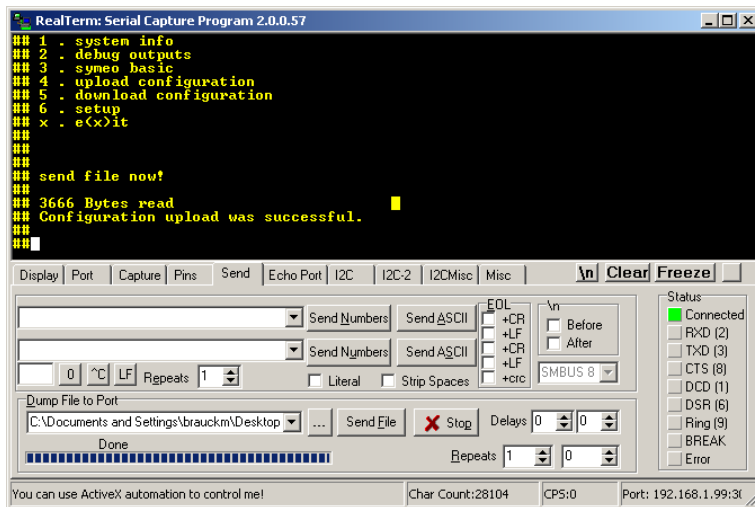 RealTerm: Serial Capture Program 2.0.0.57
## 1 . system info
## 2 . debug outputs
## 3 . symeo basic
## 4 . upload configuration
## 5 . download configuration
## 6 . setup
## x . e(x)it
##
##
##
## send file now!
##
## 3666 Bytes read
## Configuration upload was successful.
##
##
Display Port Capture Pins Send Echo Port I2C I2C-2 I2CMisc Misc \n Clear Freeze
Status
EOL \n
Send Numbers Send ASCII +CR Before Connected
+LF After RXD (2)
Send Numbers Send ASCII +CR TXD (3)
+LF CTS (8)
0 ^C LF Repeats 1 Literal Strip Spaces +crc SMBUS 8 DCD (1)
Dump File to Port DSR (6)
C:\Documents and Settings\brauckm\Desktop ... Send File Stop Delays 0 0 Ring (9)
Done BREAK
Repeats 1 0 Error
You can use ActiveX automation to control me! Char Count:28104 CPS:0 Port: 192.168.1.99:3